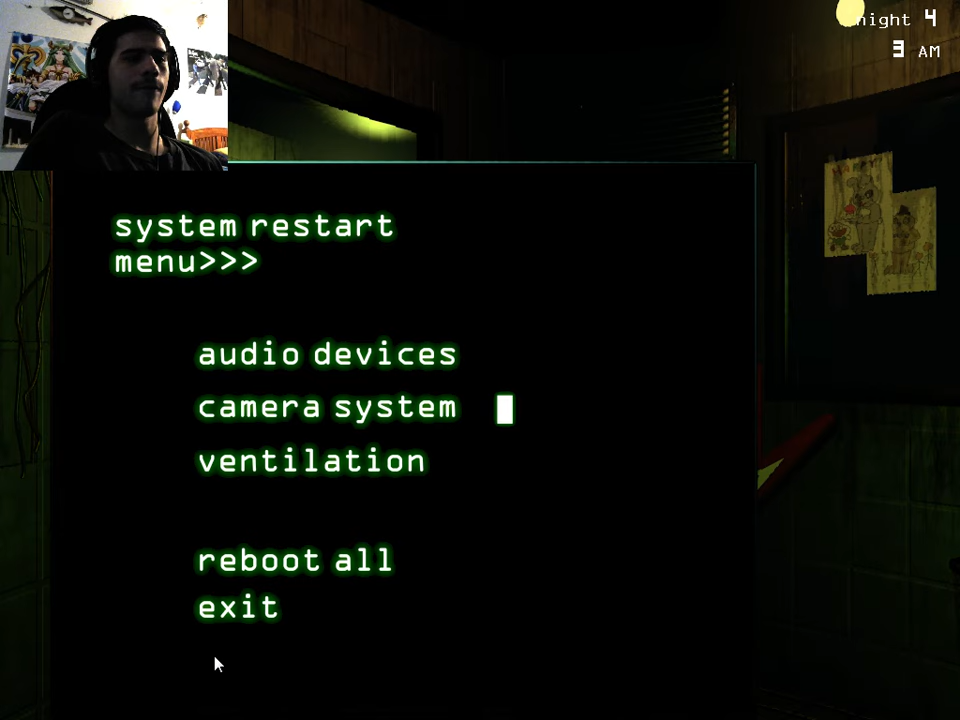 night 4
3 AM
system restart
menu>>>
audio devices
camera system
ventilation
reboot all
exit